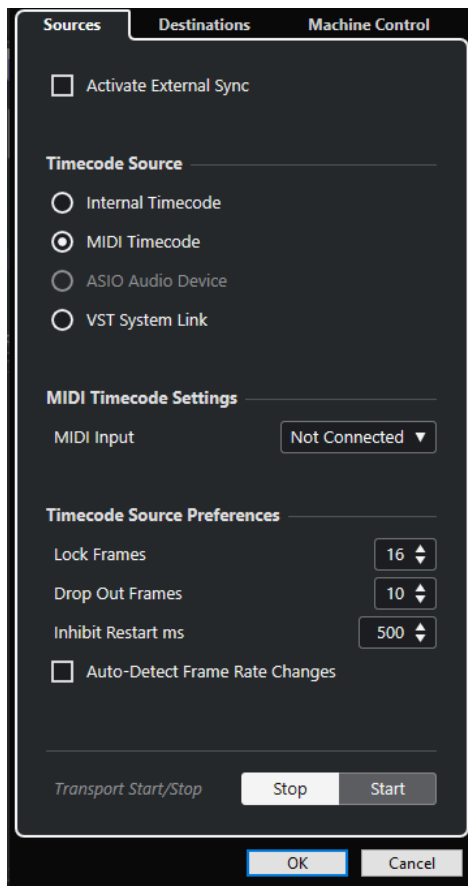 Sources Destinations Machine Control
Activate External Sync
Timecode Source
Internal Timecode
MIDI Timecode
ASIO Audio Device
VST System Link
MIDI Timecode Settings
MIDI Input Not Connected
Timecode Source Preferences
Lock Frames 16
Drop Out Frames 10
Inhibit Restart ms 500
Auto-Detect Frame Rate Changes
Transport Start/Stop Stop Start
OK Cancel